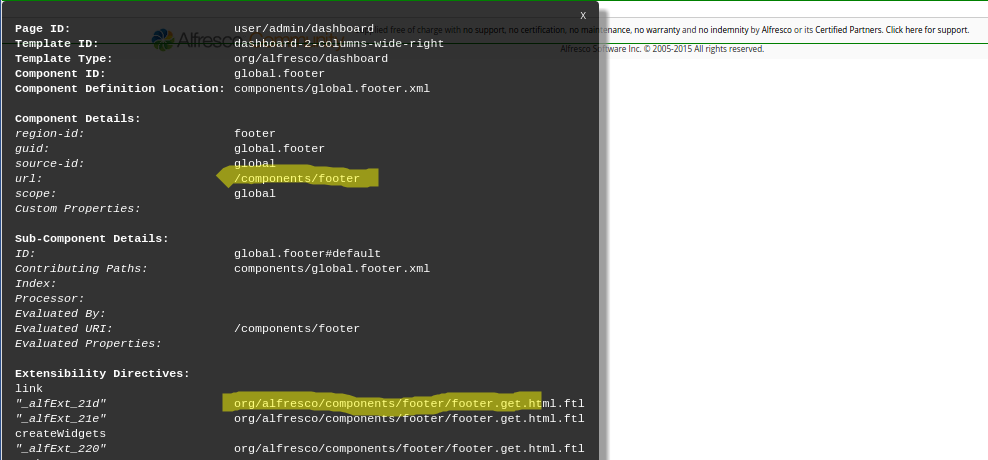 X
Page ID: user/admin/dashboard
Template ID: dashboard-2-columns-wide-right
Template Type: org/alfresco/dashboard
Component ID: global.footer
Component Definition Location: components/global.footer.xml
Component Details:
region-id: footer
guid: global.footer
source-id: global
url: /components/footer
scope: global
Custom Properties:
Sub-Component Details:
ID: global.footer#default
Contributing Paths: components/global.footer.xml
Index:
Processor:
Evaluated By:
Evaluated URI: /components/footer
Evaluated Properties:
Extensibility Directives:
link
"_alfExt_21d" org/alfresco/components/footer/footer.get.html.ftl
"_alfExt_21e" org/alfresco/components/footer/footer.get.html.ftl
createWidgets
"_alfExt_220" org/alfresco/components/footer/footer.get.html.ftl
Alfresco
free of charge with no support, no certification, no maintenance, no warranty and no indemnity by Alfresco or its Certified Partners. Click here for support.
Alfresco Software Inc. © 2005-2015 All rights reserved.